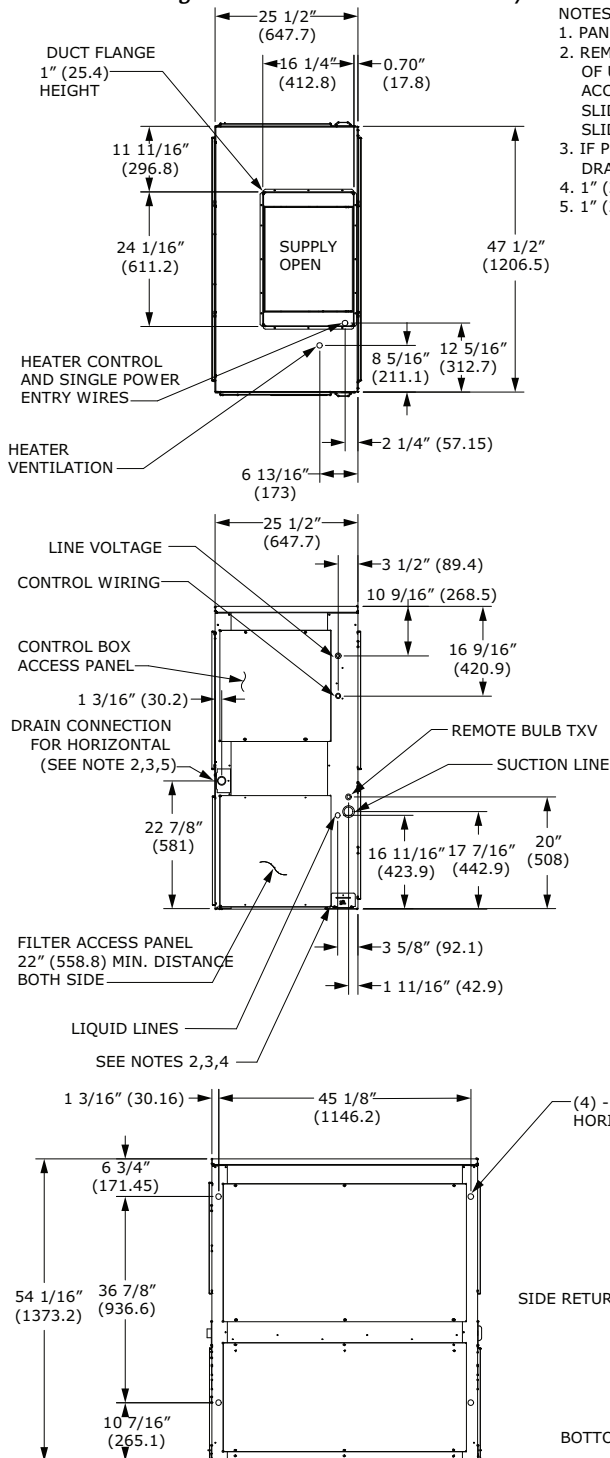 25 1/2"
(647.7)
NOTES
1. PAN
DUCT FLANGE
1" (25.4)
HEIGHT
16 1/4"
(412.8)
0.70"
(17.8)
2. REM
OF U
ACC
SLID
SLID
3. IF P
DRA
4. 1" (
5. 1" (
11 11/16"
(296.8)
24 1/16"
(611.2)
SUPPLY
OPEN
47 1/2"
(1206.5)
HEATER CONTROL
AND SINGLE POWER
ENTRY WIRES
8 5/16"
(211.1)
12 5/16"
(312.7)
HEATER
VENTILATION
2 1/4" (57.15)
6 13/16"
(173)
25 1/2"
(647.7)
LINE VOLTAGE
3 1/2" (89.4)
CONTROL WIRING
10 9/16" (268.5)
CONTROL BOX
ACCESS PANEL
16 9/16"
(420.9)
1 3/16" (30.2)
DRAIN CONNECTION
FOR HORIZONTAL
(SEE NOTE 2,3,5)
REMOTE BULB TXV
SUCTION LINE
22 7/8"
(581)
16 11/16"
(423.9)
17 7/16"
(442.9)
20"
(508)
FILTER ACCESS PANEL
22" (558.8) MIN. DISTANCE
BOTH SIDE
3 5/8" (92.1)
1 11/16" (42.9)
LIQUID LINES
SEE NOTES 2,3,4
1 3/16" (30.16)
45 1/8"
(1146.2)
(4) -
HORI
6 3/4"
(171.45)
54 1/16"
(1373.2)
36 7/8"
(936.6)
SIDE RETUR
10 7/16"
(265.1)
BOTTO